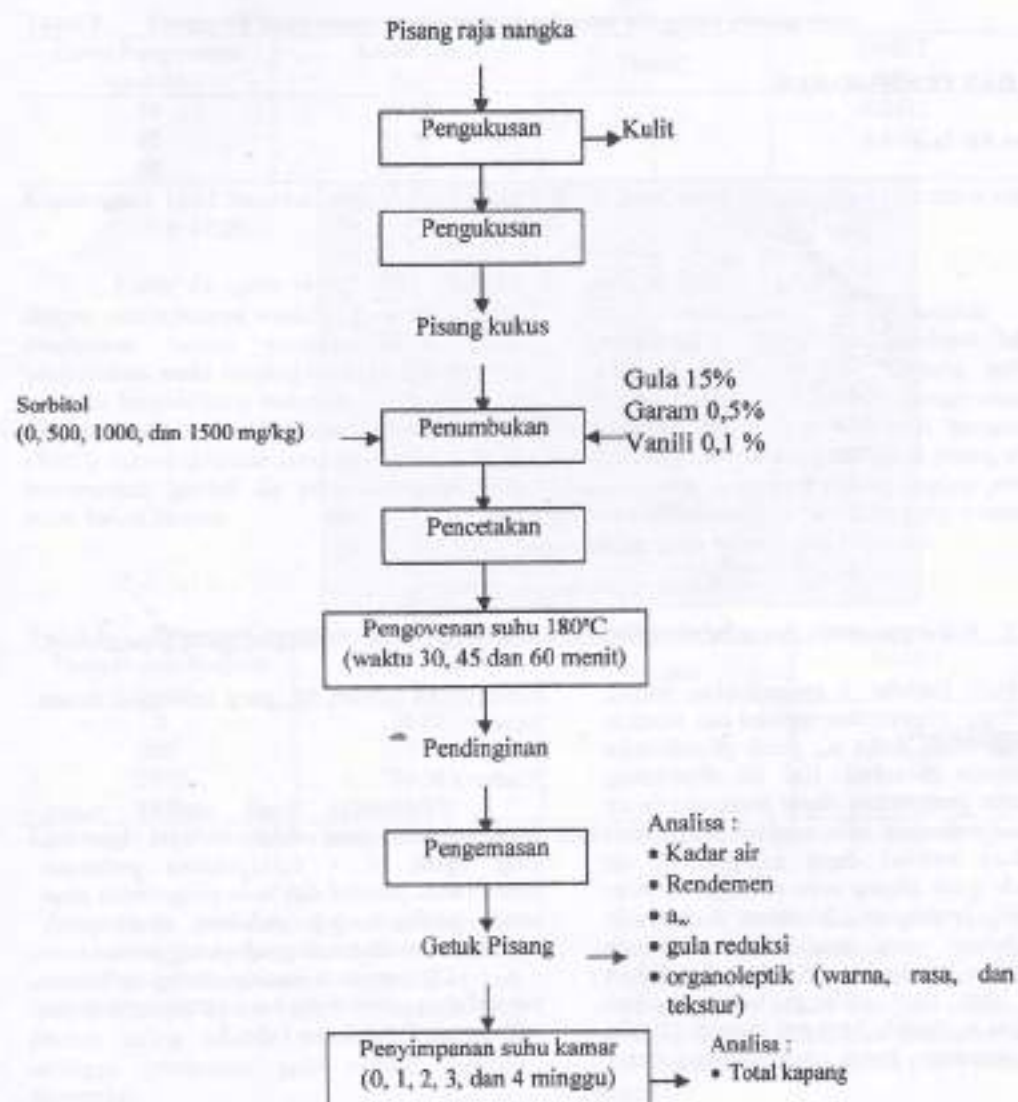 Pisang raja nangka
Pengukusan
Kulit
Pengukusan
Pisang kukus
Sorbitol
(0, 500, 1000, dan 1500 mg/kg)
Penumbukan
Gula 15%
Garam 0,5%
Vanili 0,1 %
Pencetakan
Pengovenan suhu 180°C
(waktu 30, 45 dan 60 menit)
Pendinginan
Pengemasan
Getuk Pisang
Analisa :
• Kadar air
• Rendemen
• aw
• gula reduksi
• organoleptik (warna, rasa, dan
tekstur)
Penyimpanan suhu kamar
(0, 1, 2, 3, dan 4 minggu)
Analisa :
• Total kapang